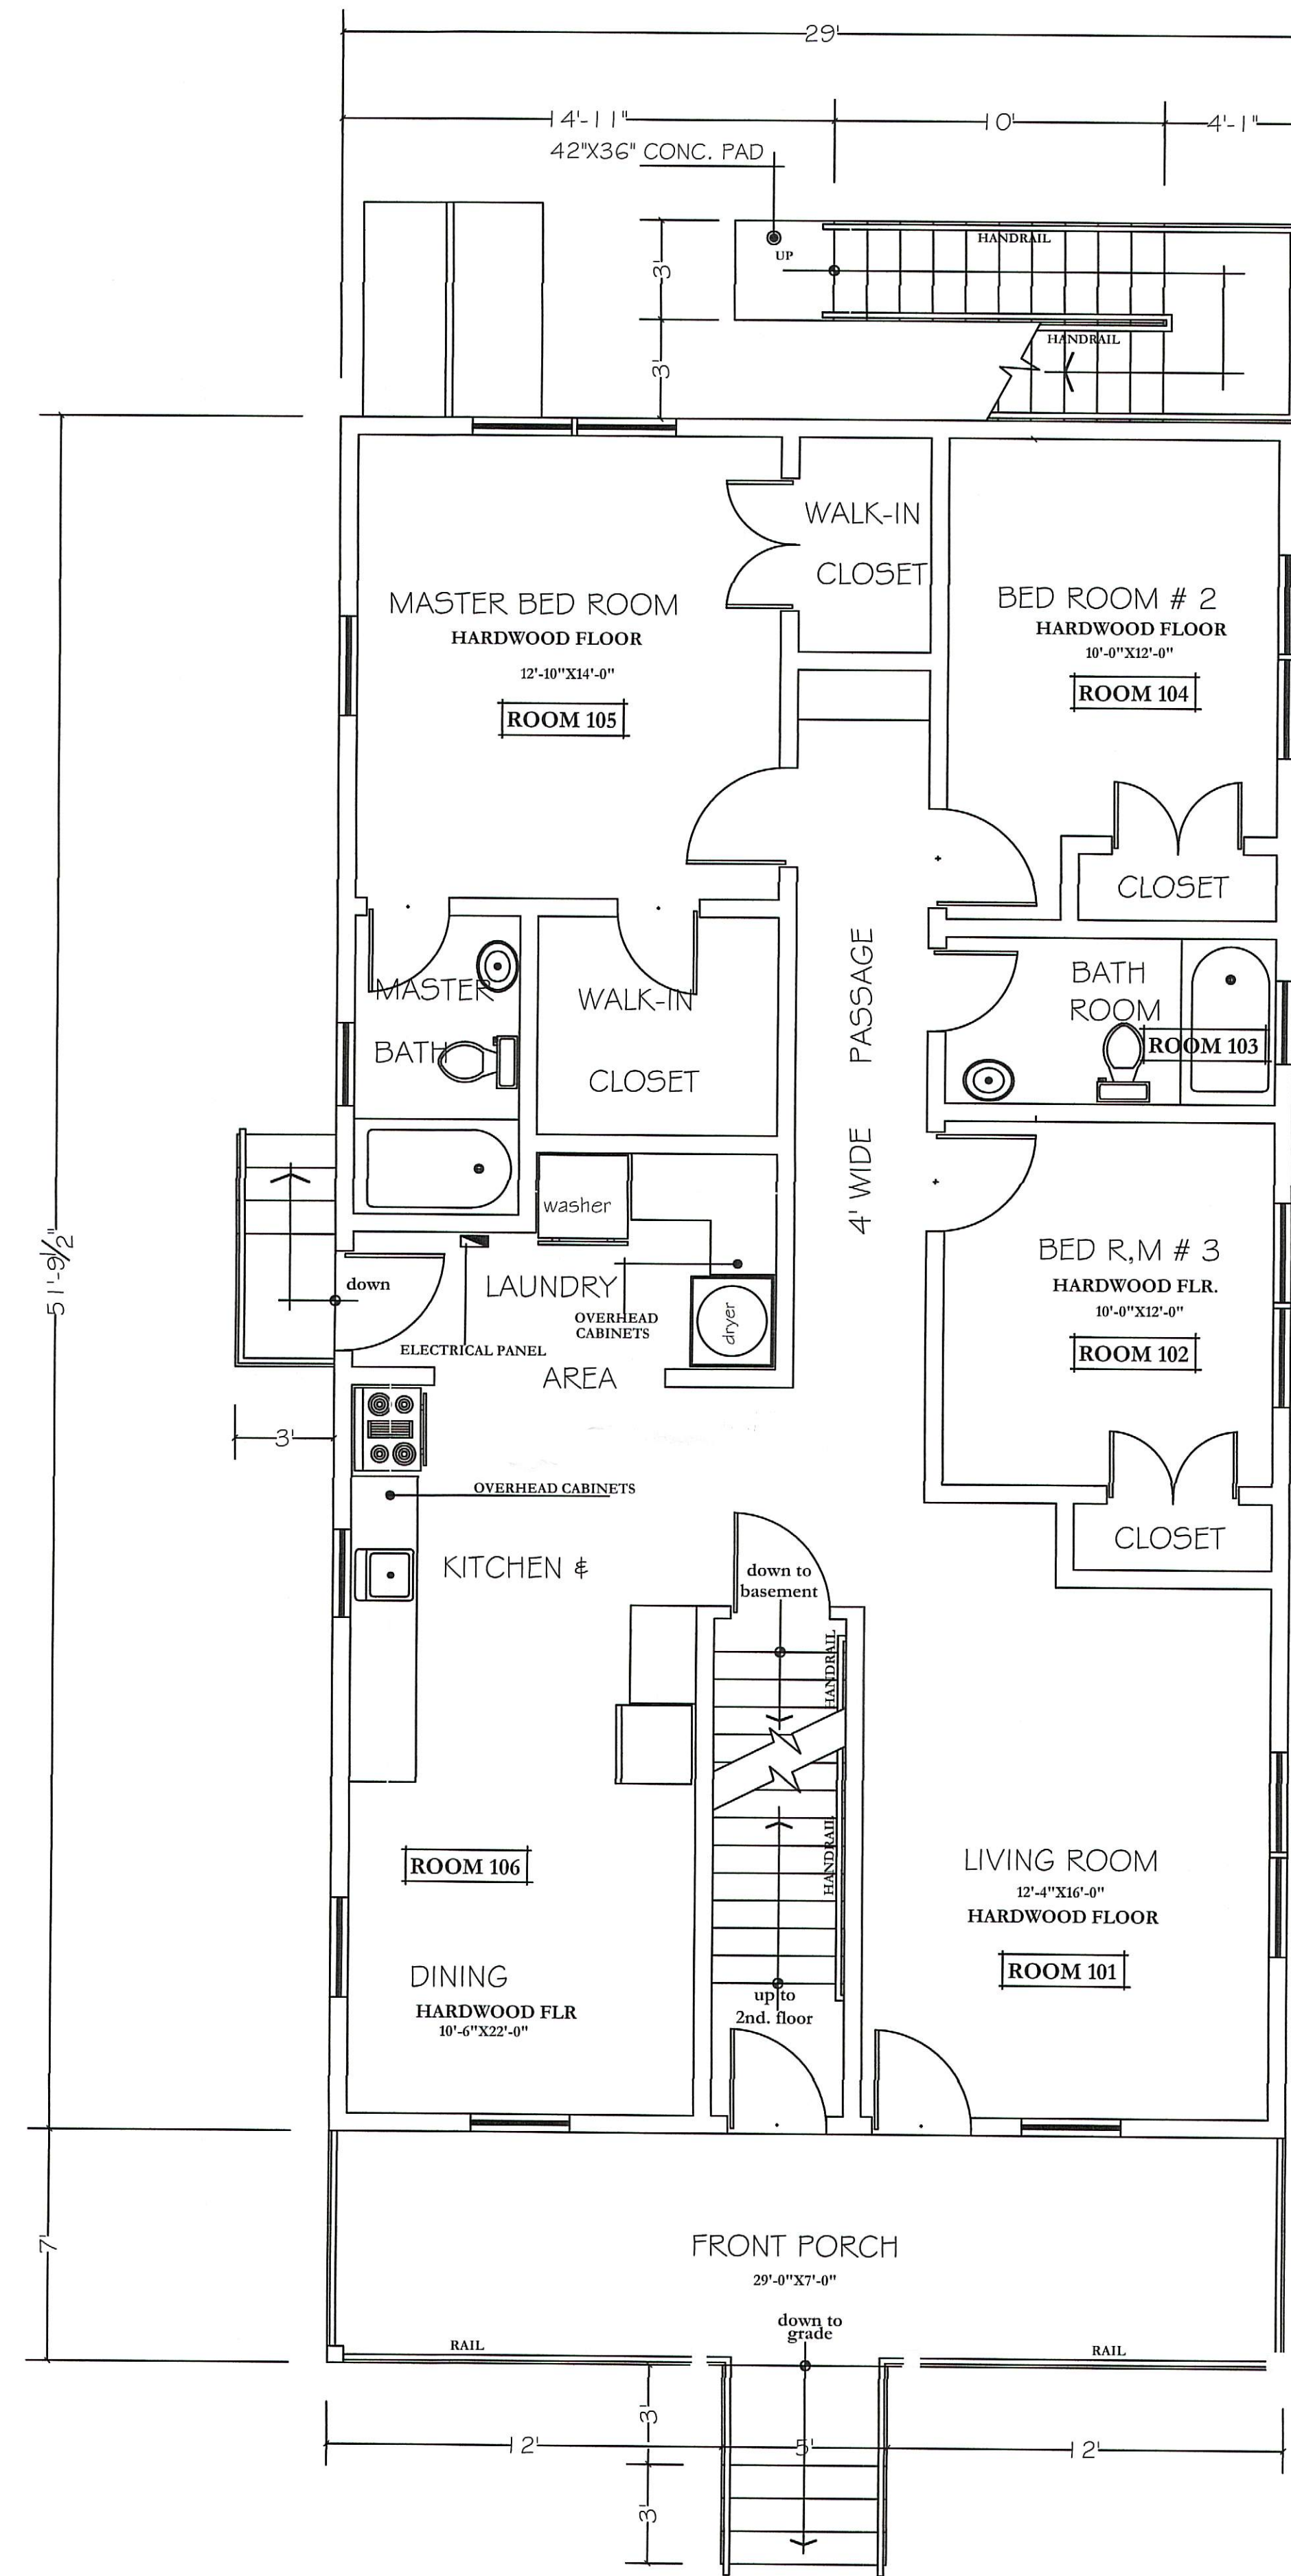 29'
14'-11"
10'
4'-1"
42"X36" CONC. PAD
HANDRAIL
UP
3'
HANDRAIL
3'
WALK-IN
CLOSET
MASTER BED ROOM
HARDWOOD FLOOR
12'-10"X14'-0"
ROOM 105
BED ROOM # 2
HARDWOOD FLOOR
10'-0"X12'-0"
ROOM 104
CLOSET
MASTER
BATH
WALK-IN
CLOSET
4' WIDE PASSAGE
BATH
ROOM
ROOM 103
washer
down
LAUNDRY
OVERHEAD
CABINETS
dryer
ELECTRICAL PANEL
AREA
BED R,M # 3
HARDWOOD FLR.
10'-0"X12'-0"
ROOM 102
51'-9½"
3'
OVERHEAD CABINETS
CLOSET
KITCHEN &
down to
basement
HANDRAIL
HANDRAIL
ROOM 106
LIVING ROOM
12'-4"X16'-0"
HARDWOOD FLOOR
ROOM 101
DINING
HARDWOOD FLR
10'-6"X22'-0"
up to
2nd. floor
7'
FRONT PORCH
29'-0"X7'-0"
down to
grade
RAIL
RAIL
3'
12'
5'
12'
3'